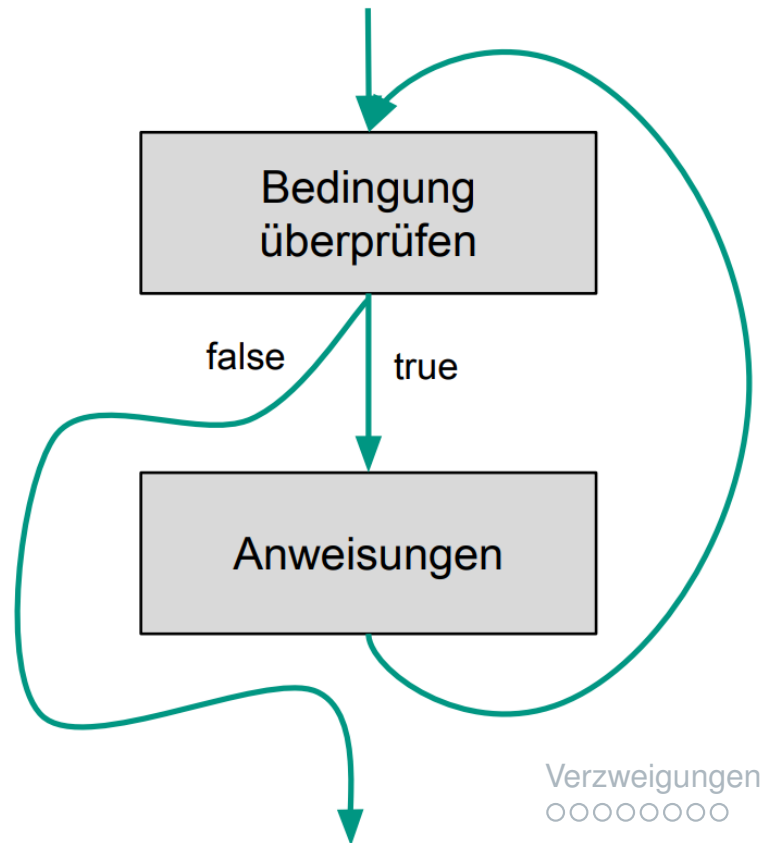 Bedingung
überprüfen
false
true
Anweisungen
Verzweigungen